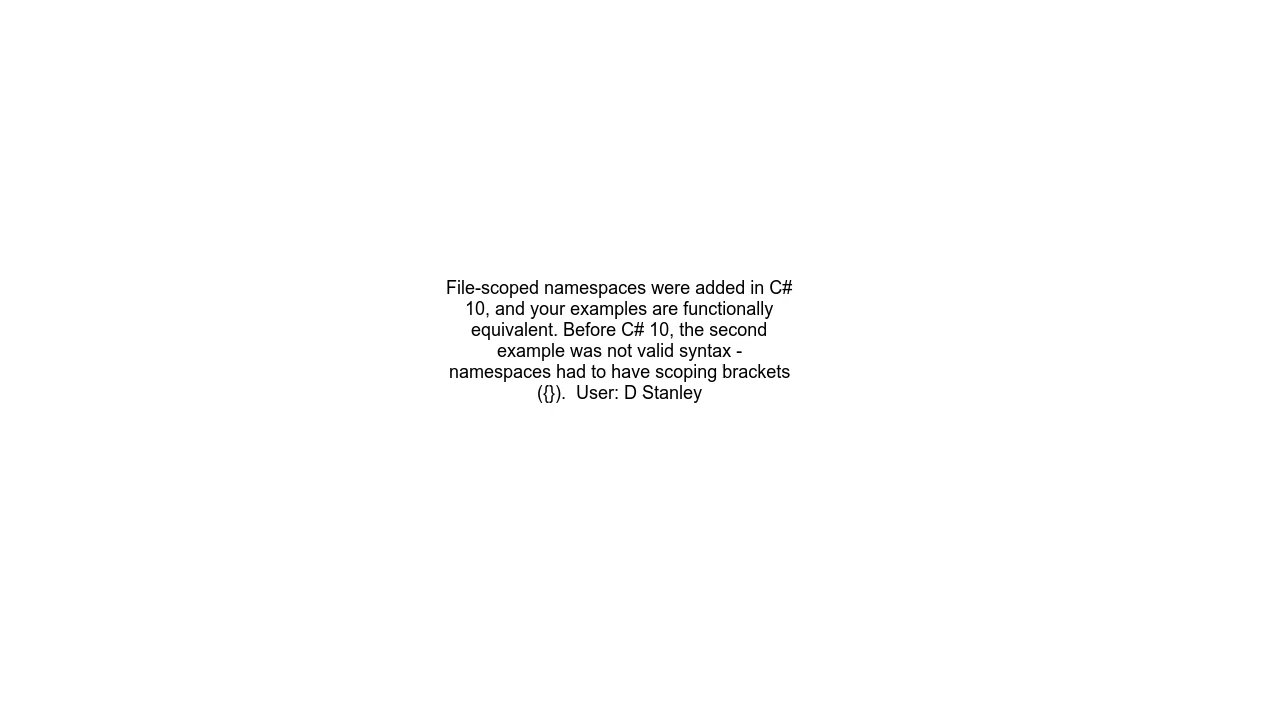 File-scoped namespaces were added in C#
10, and your examples are functionally
equivalent. Before C# 10, the second
example was not valid syntax -
namespaces had to have scoping brackets
({}).  User: D Stanley